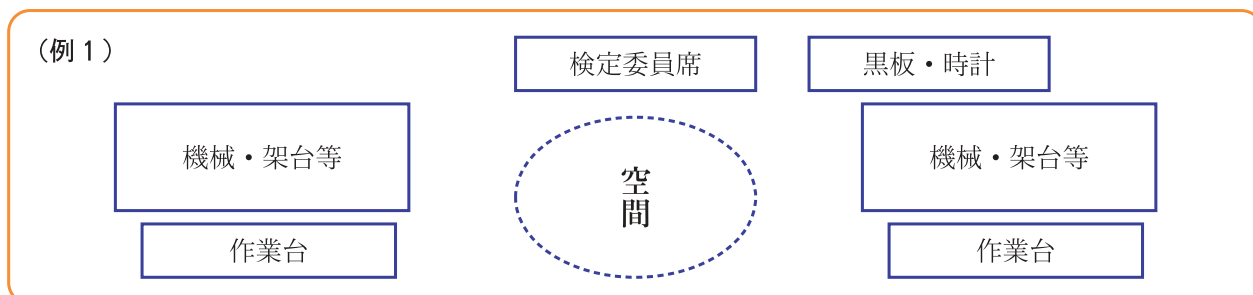 (例1)
検定委員席
黒板・時計
機械・架台等
空間
機械・架台等
作業台
作業台